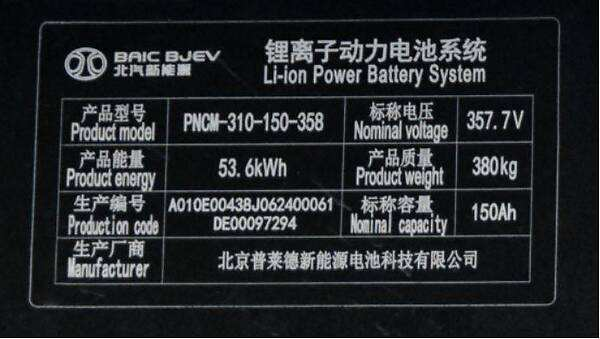 BAIC BJEV
北汽新能源
锂离子动力电池系统
Li-ion Power Battery System
产品型号
Product model
PNCM-310-150-358
标称电压
Nominal voltage
357.7V
产品能量
Product energy
53.6kWh
产品质量
Product weight
380kg
生产编号
Production code
A010E00438J062400061
DE00097294
标称容量
Nominal capacity
150Ah
生产厂商
Manufacturer
北京普莱德新能源电池科技有限公司